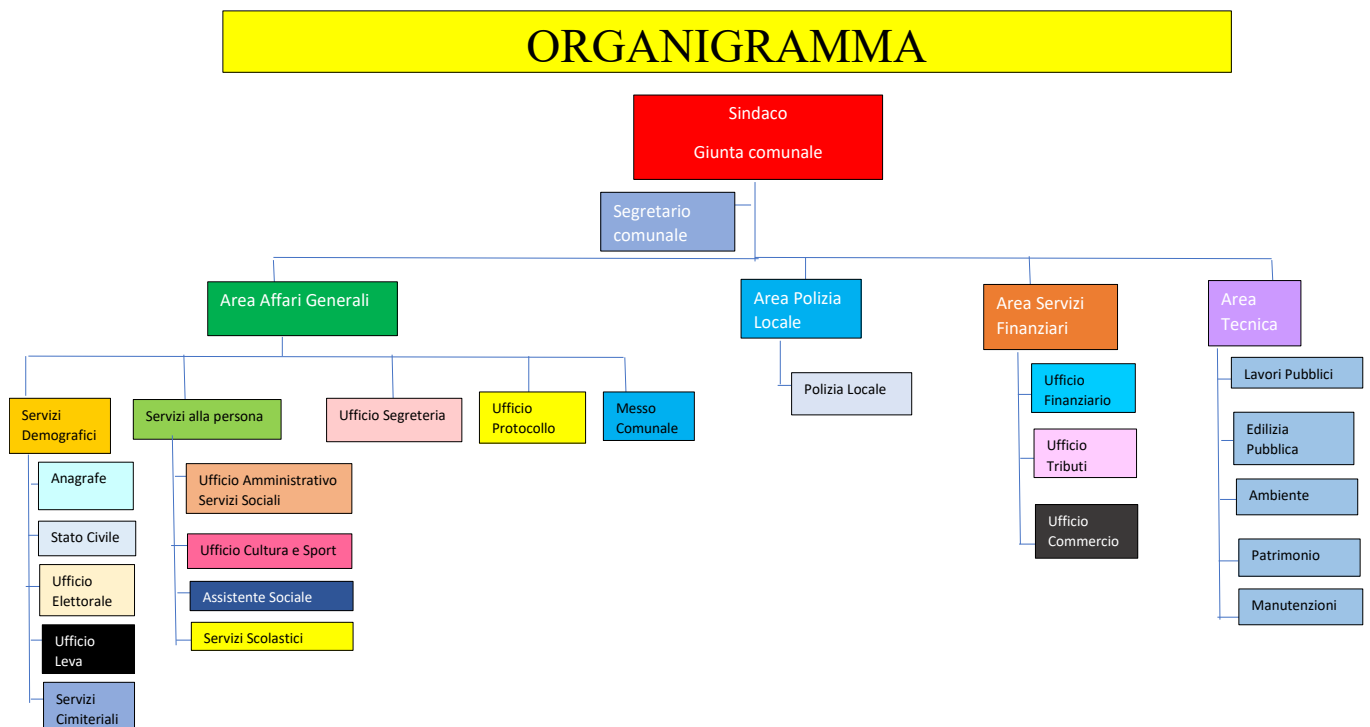 ORGANIGRAMMA
Sindaco
Giunta comunale
Segretario
comunale
Area Affari Generali
Area Polizia
Locale
Area Servizi
Finanziari
Area
Tecnica
Servizi
Demografici
Servizi alla persona
Ufficio Segreteria
Ufficio
Protocollo
Messo
Comunale
Polizia Locale
Ufficio
Finanziario
Lavori Pubblici
Anagrafe
Stato Civile
Ufficio
Elettorale
Ufficio
Leva
Servizi
Cimiteriali
Ufficio Amministrativo
Servizi Sociali
Ufficio Cultura e Sport
Assistente Sociale
Servizi Scolastici
Ufficio
Tributi
Ufficio
Commercio
Edilizia
Pubblica
Ambiente
Patrimonio
Manutenzioni